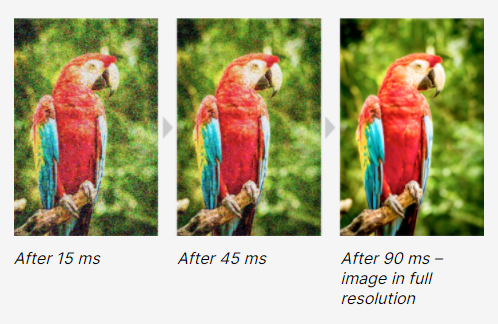 After 15 ms
After 45 ms
After 90 ms –
image in full
resolution